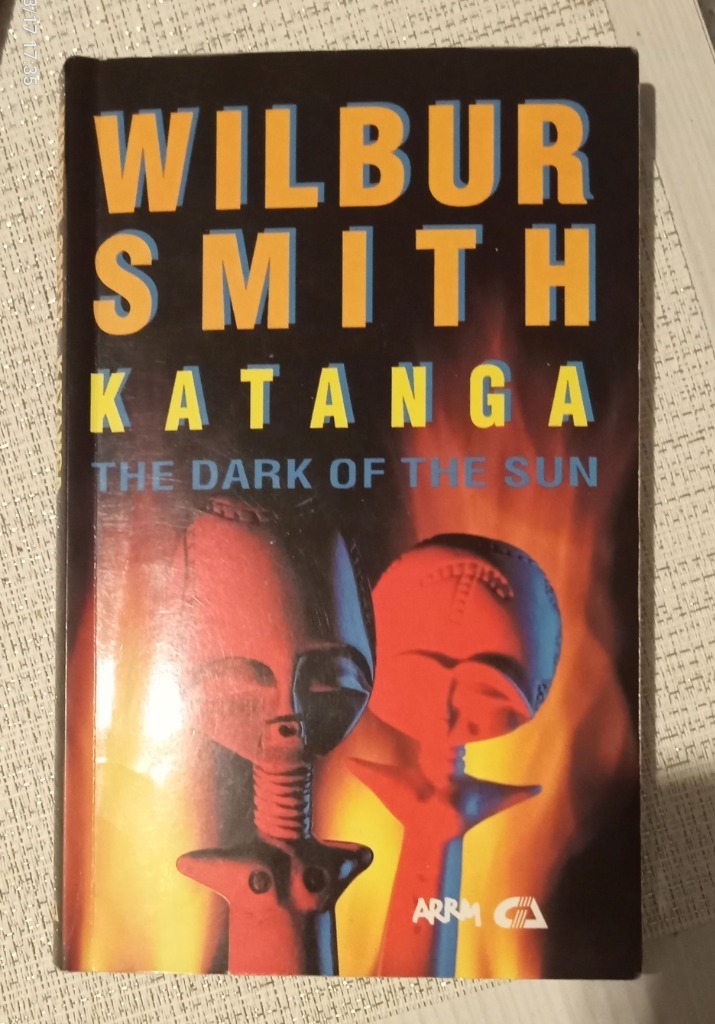 WILBUR
SMITH
KATANGA
THE DARK OF THE SUN
ARRM